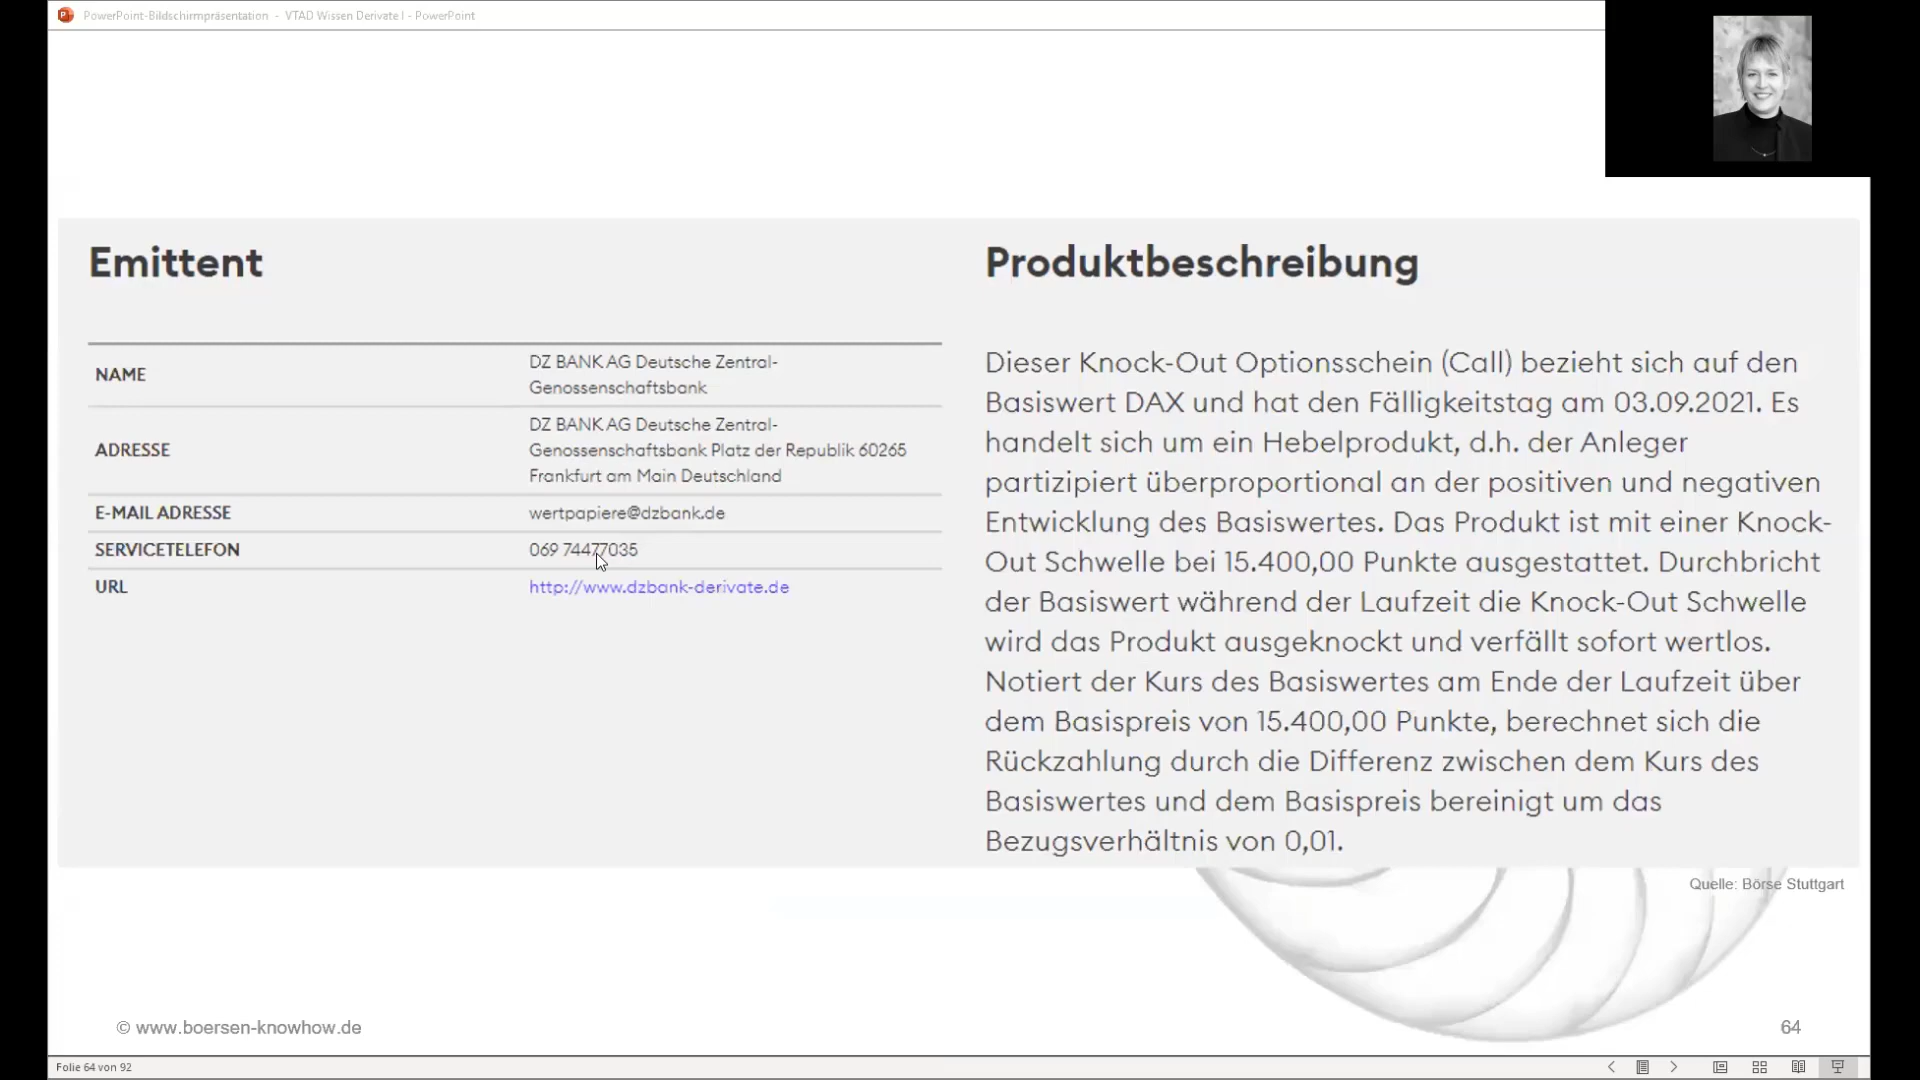 PowerPoint-Bildschirmpräsentation - VTAD Wissen Derivate I - PowerPoint
Emittent
NAME
DZ BANK AG Deutsche Zentral-
Genossenschaftsbank
ADRESSE
DZ BANK AG Deutsche Zentral-
Genossenschaftsbank Platz der Republik 60265
Frankfurt am Main Deutschland
E-MAIL ADRESSE
wertpapiere@dzbank.de
SERVICETELEFON
069 74477035
URL
http://www.dzbank-derivate.de
Produktbeschreibung
Dieser Knock-Out Optionsschein (Call) bezieht sich auf den
Basiswert DAX und hat den Fälligkeitstag am 03.09.2021. Es
handelt sich um ein Hebelprodukt, d.h. der Anleger
partizipiert überproportional an der positiven und negativen
Entwicklung des Basiswertes. Das Produkt ist mit einer Knock-
Out Schwelle bei 15.400,00 Punkte ausgestattet. Durchbricht
der Basiswert während der Laufzeit die Knock-Out Schwelle
wird das Produkt ausgeknockt und verfällt sofort wertlos.
Notiert der Kurs des Basiswertes am Ende der Laufzeit über
dem Basispreis von 15.400,00 Punkte, berechnet sich die
Rückzahlung durch die Differenz zwischen dem Kurs des
Basiswertes und dem Basispreis bereinigt um das
Bezugsverhältnis von 0,01.
Quelle: Börse Stuttgart
© www.boersen-knowhow.de
64
Folie 64 von 92